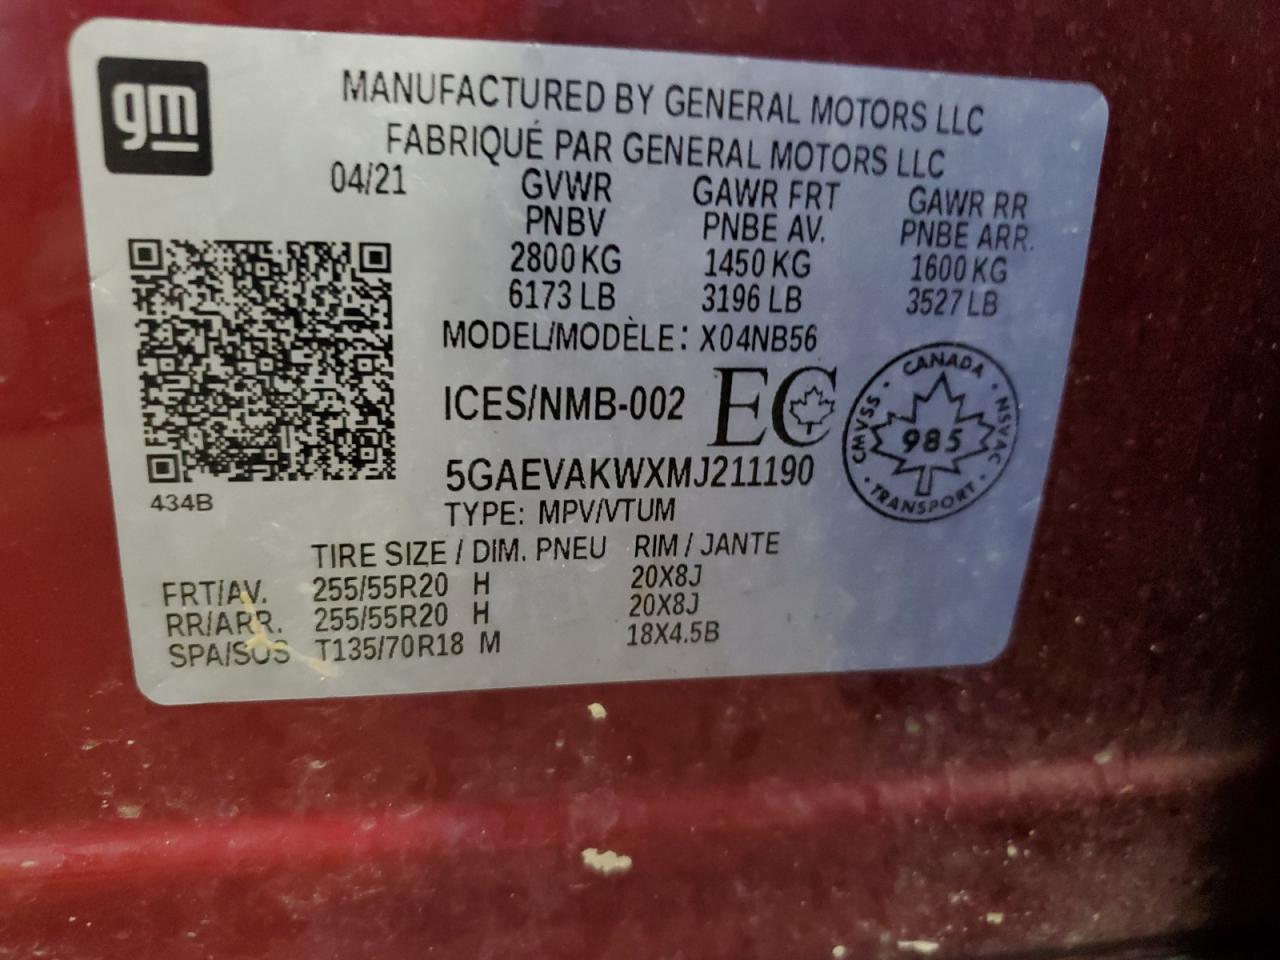 gm
MANUFACTURED BY GENERAL MOTORS LLC
FABRIQUÉ PAR GENERAL MOTORS LLC
04/21 GVWR GAWR FRT GAWR RR
PNBV PNBE AV. PNBE ARR.
2800 KG 1450 KG 1600 KG
6173 LB 3196 LB 3527 LB
MODEL/MODÈLE: X04NB56
ICES/NMB-002 EC
CANADA
CMVSS 985 NSVAC
TRANSPORT
5GAEVAKWXMJ211190
434B
TYPE: MPV/VTUM
TIRE SIZE / DIM. PNEU RIM / JANTE
FRT/AV. 255/55R20 H 20X8J
RR/ARR. 255/55R20 H 20X8J
SPA/SOS T135/70R18 M 18X4.5B